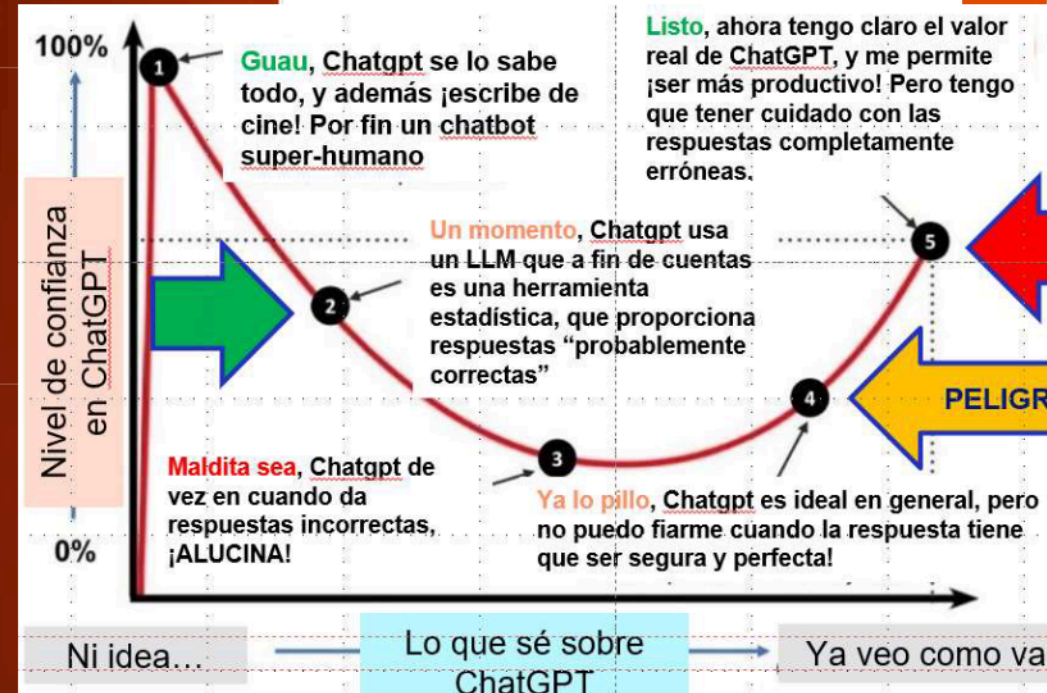 100%
Nivel de confianza
en ChatGPT
0%
1
Guau, Chatgpt se lo sabe
todo, y además ¡escribe de
cine! Por fin un chatbot
super-humano
2
Un momento, Chatgpt usa
un LLM que a fin de cuentas
es una herramienta
estadística, que proporciona
respuestas “probablemente
correctas”
3
Maldita sea, Chatgpt de
vez en cuando da
respuestas incorrectas,
¡ALUCINA!
4
Ya lo pillo, Chatgpt es ideal en general, pero
no puedo fiarme cuando la respuesta tiene
que ser segura y perfecta!
5
Listo, ahora tengo claro el valor
real de ChatGPT, y me permite
¡ser más productivo! Pero tengo
que tener cuidado con las
respuestas completamente
erróneas.
PELIGR
Ni idea...
Lo que sé sobre
ChatGPT
Ya veo como va